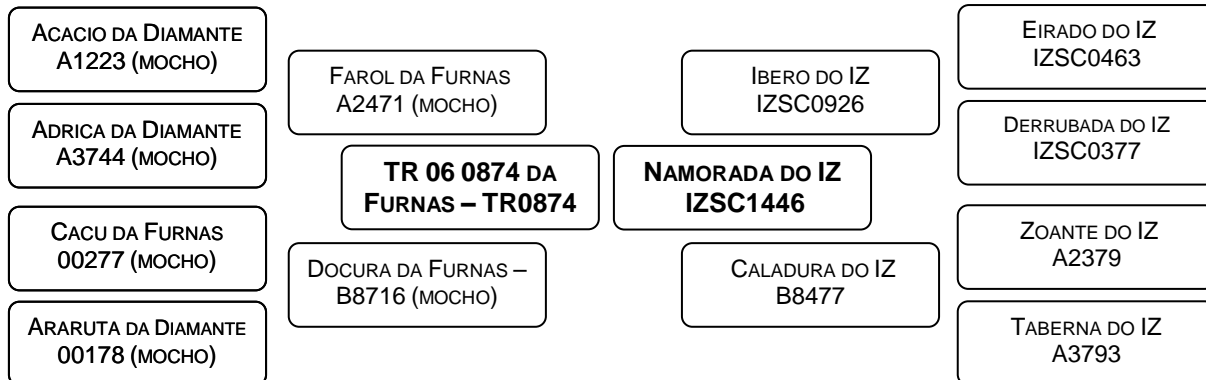 ACACIO DA DIAMANTE
A1223 (MOCHO)
ADRICA DA DIAMANTE
A3744 (MOCHO)
CACU DA FURNAS
00277 (MOCHO)
ARARUTA DA DIAMANTE
00178 (MOCHO)
FAROL DA FURNAS
A2471 (MOCHO)
DOCURA DA FURNAS –
B8716 (MOCHO)
TR 06 0874 DA
FURNAS – TR0874
NAMORADA DO IZ
IZSC1446
IBERO DO IZ
IZSC0926
CALADURA DO IZ
B8477
EIRADO DO IZ
IZSC0463
DERRUBADA DO IZ
IZSC0377
ZOANTE DO IZ
A2379
TABERNA DO IZ
A3793